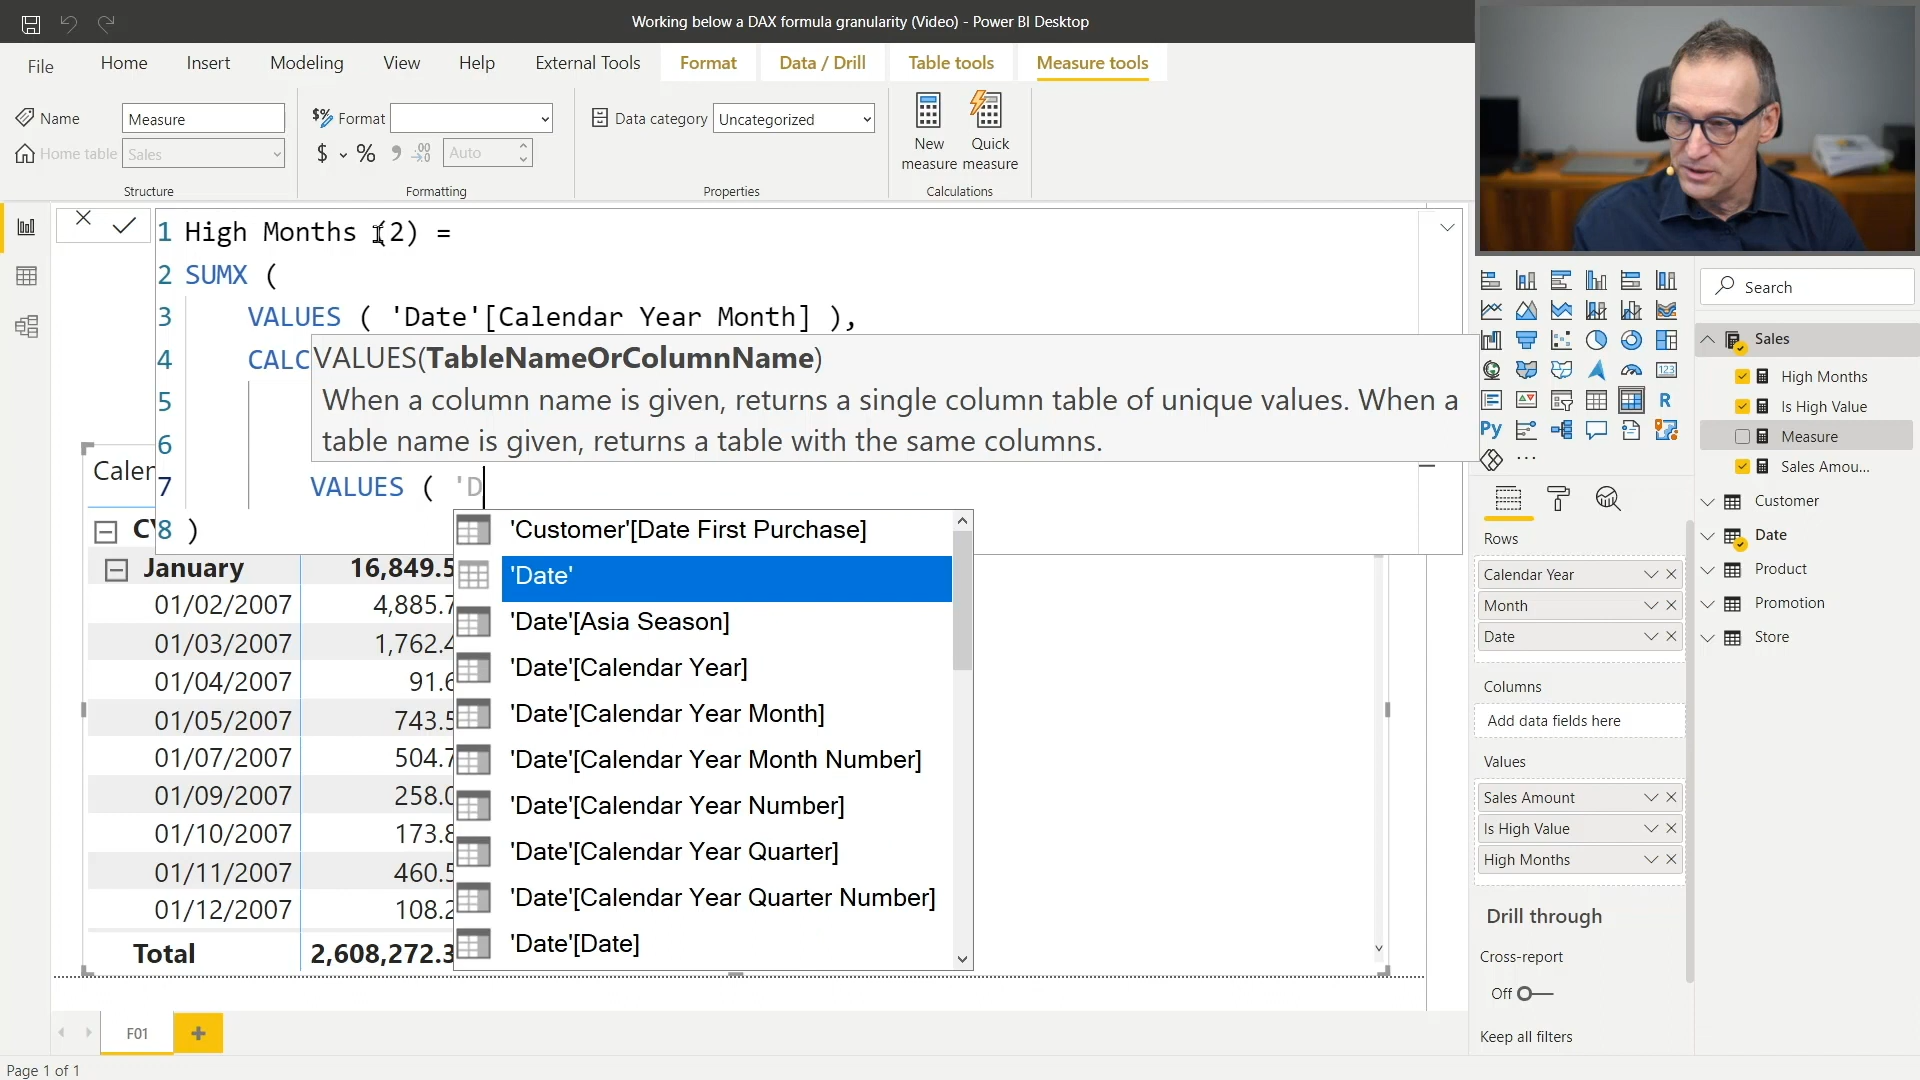 Working below a DAX formula granularity (Video) - Power BI Desktop
File Home Insert Modeling View Help External Tools Format Data / Drill Table tools Measure tools
Name Measure
Home table Sales
Structure
$% Format
$ % 9 .00 Auto
Formatting
Data category Uncategorized
Properties
New measure
Quick measure
Calculations
1 High Months (2) =
2 SUMX (
3 VALUES ( 'Date'[Calendar Year Month] ),
4 CALC
5
6
7 VALUES ( 'D
8 )
VALUES(TableNameOrColumnName)
When a column name is given, returns a single column table of unique values. When a
table name is given, returns a table with the same columns.
'Customer'[Date First Purchase]
'Date'
'Date'[Asia Season]
'Date'[Calendar Year]
'Date'[Calendar Year Month]
'Date'[Calendar Year Month Number]
'Date'[Calendar Year Number]
'Date'[Calendar Year Quarter]
'Date'[Calendar Year Quarter Number]
'Date'[Date]
Calen
CY
January 16,849.5
01/02/2007 4,885.7
01/03/2007 1,762.4
01/04/2007 91.6
01/05/2007 743.5
01/07/2007 504.7
01/09/2007 258.0
01/10/2007 173.8
01/11/2007 460.5
01/12/2007 108.2
Total 2,608,272.3
F01
+
Page 1 of 1
123
R
Py
...
Rows
Calendar Year
Month
Date
Columns
Add data fields here
Values
Sales Amount
Is High Value
High Months
Drill through
Cross-report
Off
Keep all filters
Search
Sales
High Months
Is High Value
Measure
Sales Amou...
Customer
Date
Product
Promotion
Store